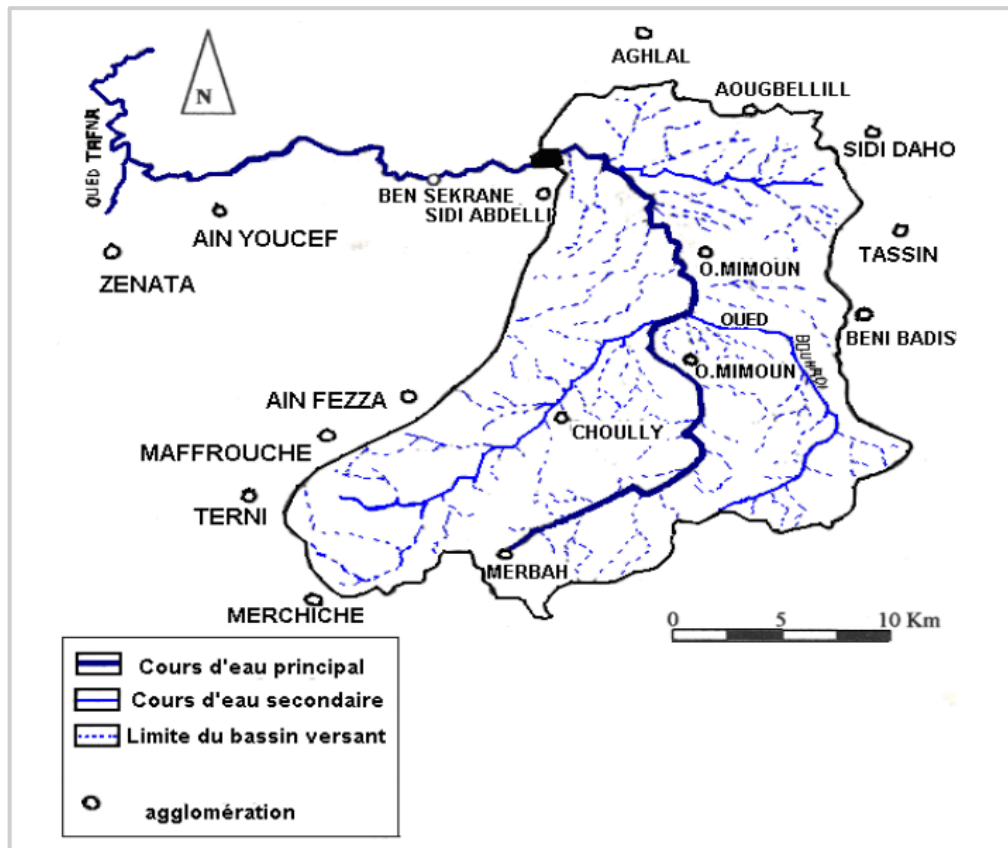 AGHLAL
AOUGBELLILL
N
SIDI DAHO
QUED TAFNA
BEN SEKRANE
SIDI ABDELLI
AIN YOUCEF
TASSIN
ZENATA
O.MIMOUN
OUED
BENI BADIS
O.MIMOUN
AIN FEZZA
CHOULLY
MAFFROUCHE
TERNI
MERBAH
MERCHICHE
0 5 10 Km
Cours d'eau principal
Cours d'eau secondaire
Limite du bassin versant
agglomération